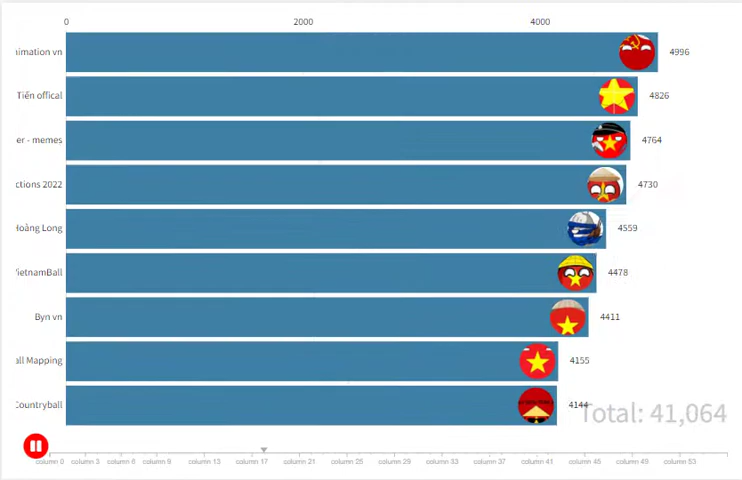 0 2000 4000
imation vn 4996
Tiến offical 4826
er - memes 4764
ctions 2022 4730
Hoàng Long 4559
VietnamBall 4478
Byn vn 4411
all Mapping 4155
Countryball 4144
Total: 41,064
column 0 column 3 column 6 column 9 column 13 column 17 column 21 column 25 column 29 column 33 column 37 column 41 column 45 column 49 column 53